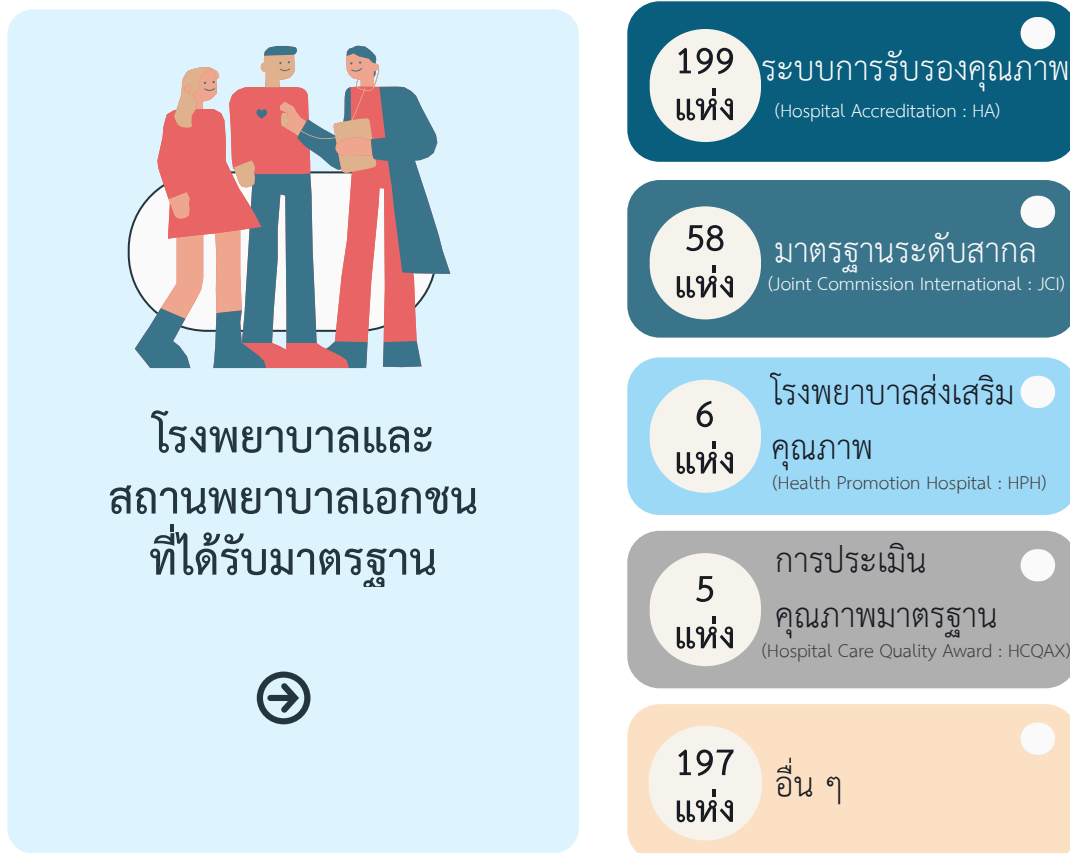 โรงพยาบาลและ
สถานพยาบาลเอกชน
ที่ได้รับมาตรฐาน
199
แห่ง
ระบบการรับรองคุณภาพ
(Hospital Accreditation : HA)
58
แห่ง
มาตรฐานระดับสากล
(Joint Commission International : JCI)
6
แห่ง
โรงพยาบาลส่งเสริม
คุณภาพ
(Health Promotion Hospital : HPH)
5
แห่ง
การประเมิน
คุณภาพมาตรฐาน
(Hospital Care Quality Award : HCQAX)
197
แห่ง
อื่น ๆ